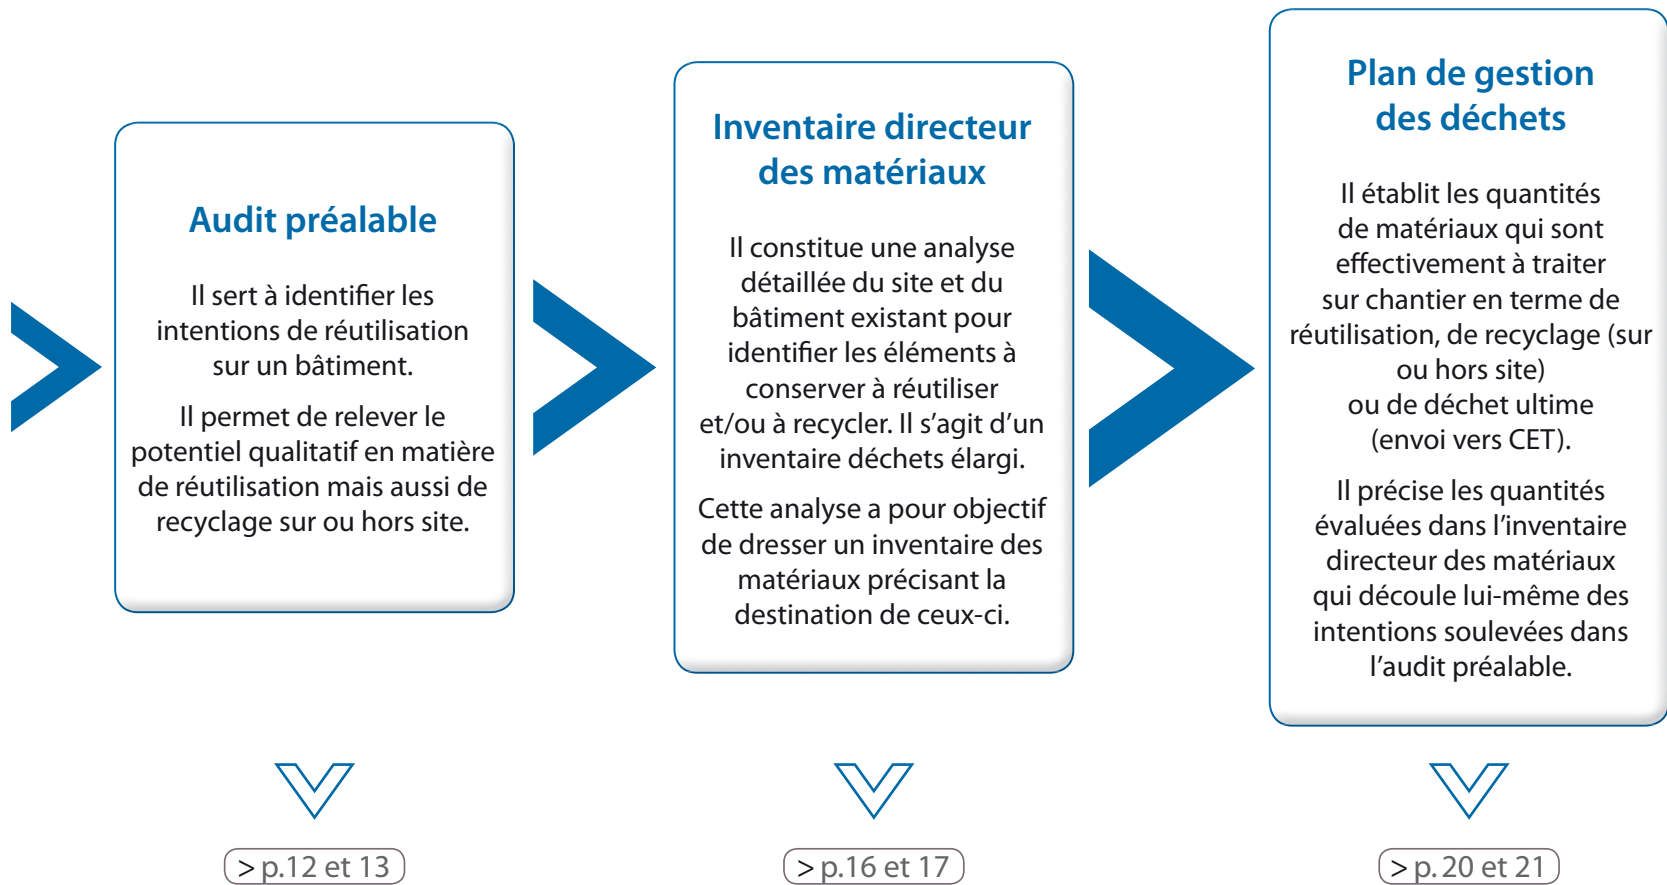 Audit préalable
Il sert à identifier les
intentions de réutilisation
sur un bâtiment.
Il permet de relever le
potentiel qualitatif en matière
de réutilisation mais aussi de
recyclage sur ou hors site.
> p.12 et 13
Inventaire directeur
des matériaux
Il constitue une analyse
détaillée du site et du
bâtiment existant pour
identifier les éléments à
conserver à réutiliser
et/ou à recycler. Il s’agit d’un
inventaire déchets élargi.
Cette analyse a pour objectif
de dresser un inventaire des
matériaux précisant la
destination de ceux-ci.
> p.16 et 17
Plan de gestion
des déchets
Il établit les quantités
de matériaux qui sont
effectivement à traiter
sur chantier en terme de
réutilisation, de recyclage (sur
ou hors site)
ou de déchet ultime
(envoi vers CET).
Il précise les quantités
évaluées dans l’inventaire
directeur des matériaux
qui découle lui-même des
intentions soulevées dans
l’audit préalable.
> p. 20 et 21